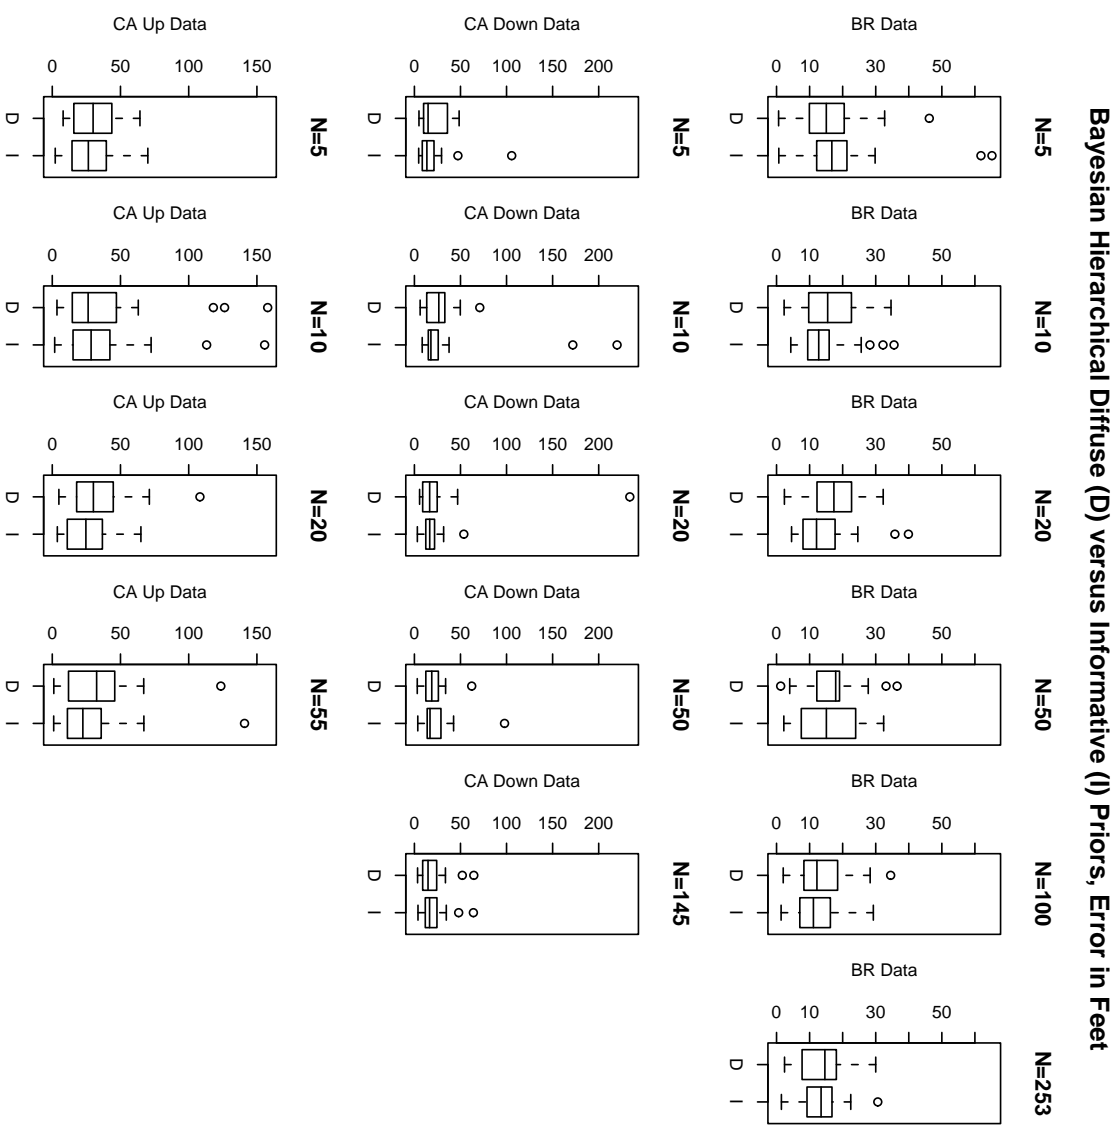 Bayesian Hierarchical Diffuse (D) versus Informative (I) Priors, Error in Feet
N=5
BR Data
0 10 30 50
D I
N=10
BR Data
0 10 30 50
D I
N=20
BR Data
0 10 30 50
D I
N=50
BR Data
0 10 30 50
D I
N=100
BR Data
0 10 30 50
D I
N=253
BR Data
0 10 30 50
D I
N=5
CA Down Data
0 50 100 150 200
D I
N=10
CA Down Data
0 50 100 150 200
D I
N=20
CA Down Data
0 50 100 150 200
D I
N=50
CA Down Data
0 50 100 150 200
D I
N=145
CA Down Data
0 50 100 150 200
D I
N=5
CA Up Data
0 50 100 150
D I
N=10
CA Up Data
0 50 100 150
D I
N=20
CA Up Data
0 50 100 150
D I
N=55
CA Up Data
0 50 100 150
D I